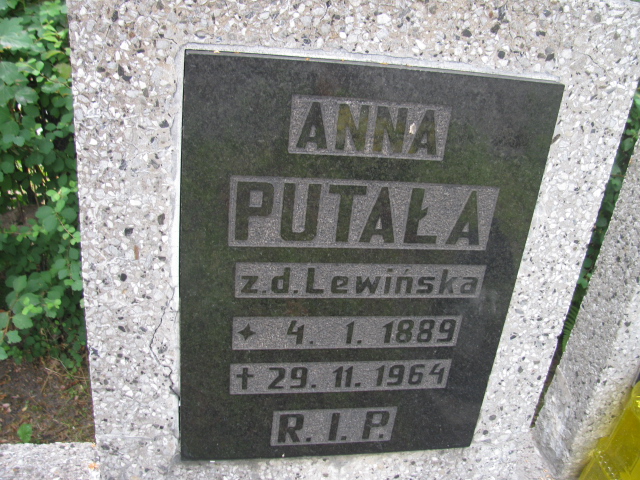 ANNA
PUTAŁA
z.d. Lewińska
✦ 4. 1. 1889
✝ 29. 11. 1964
R. I. P.